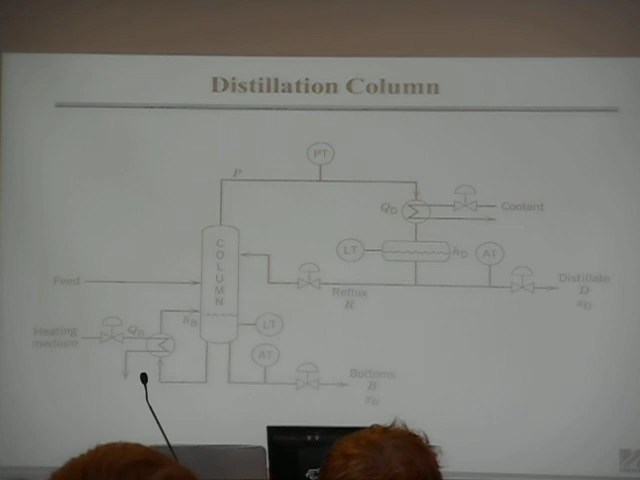 Distillation Column
PT
P
Q_D
Coolant
COLUMN
LT
h_D
AT
Feed
Reflux
R
Distillate
D
x_D
Heating
medium
Q_B
h_B
LT
AT
Bottoms
B
x_B